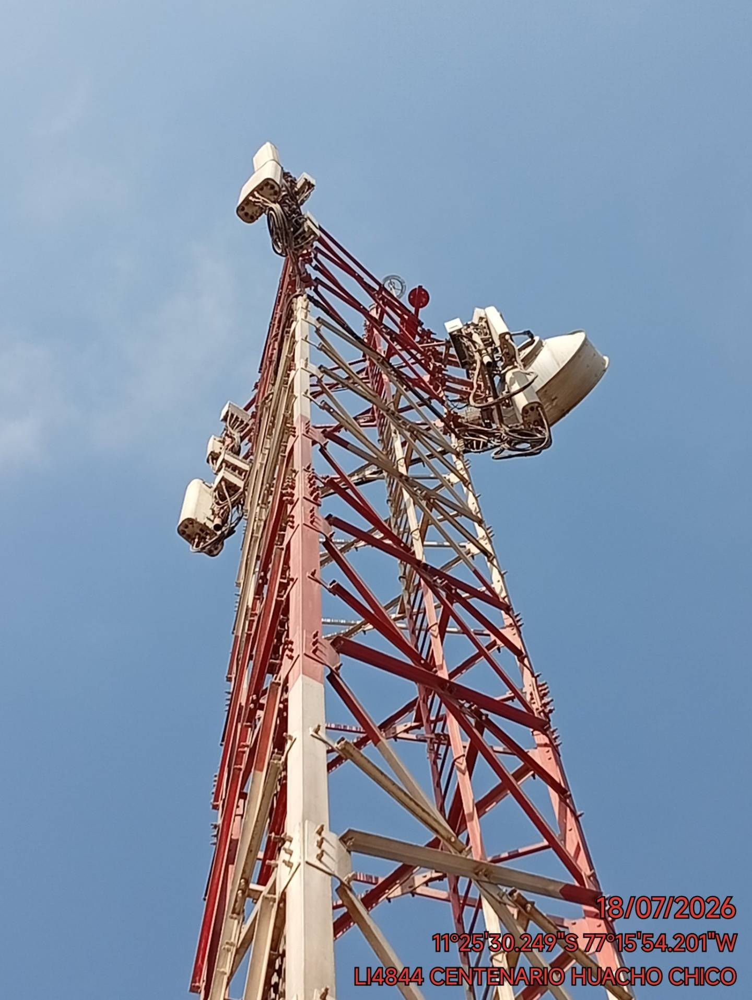 18/07/2026
11°25'30.249"S 77°15'54.201"W
LI4844 CENTENARIO HUACHO CHICO